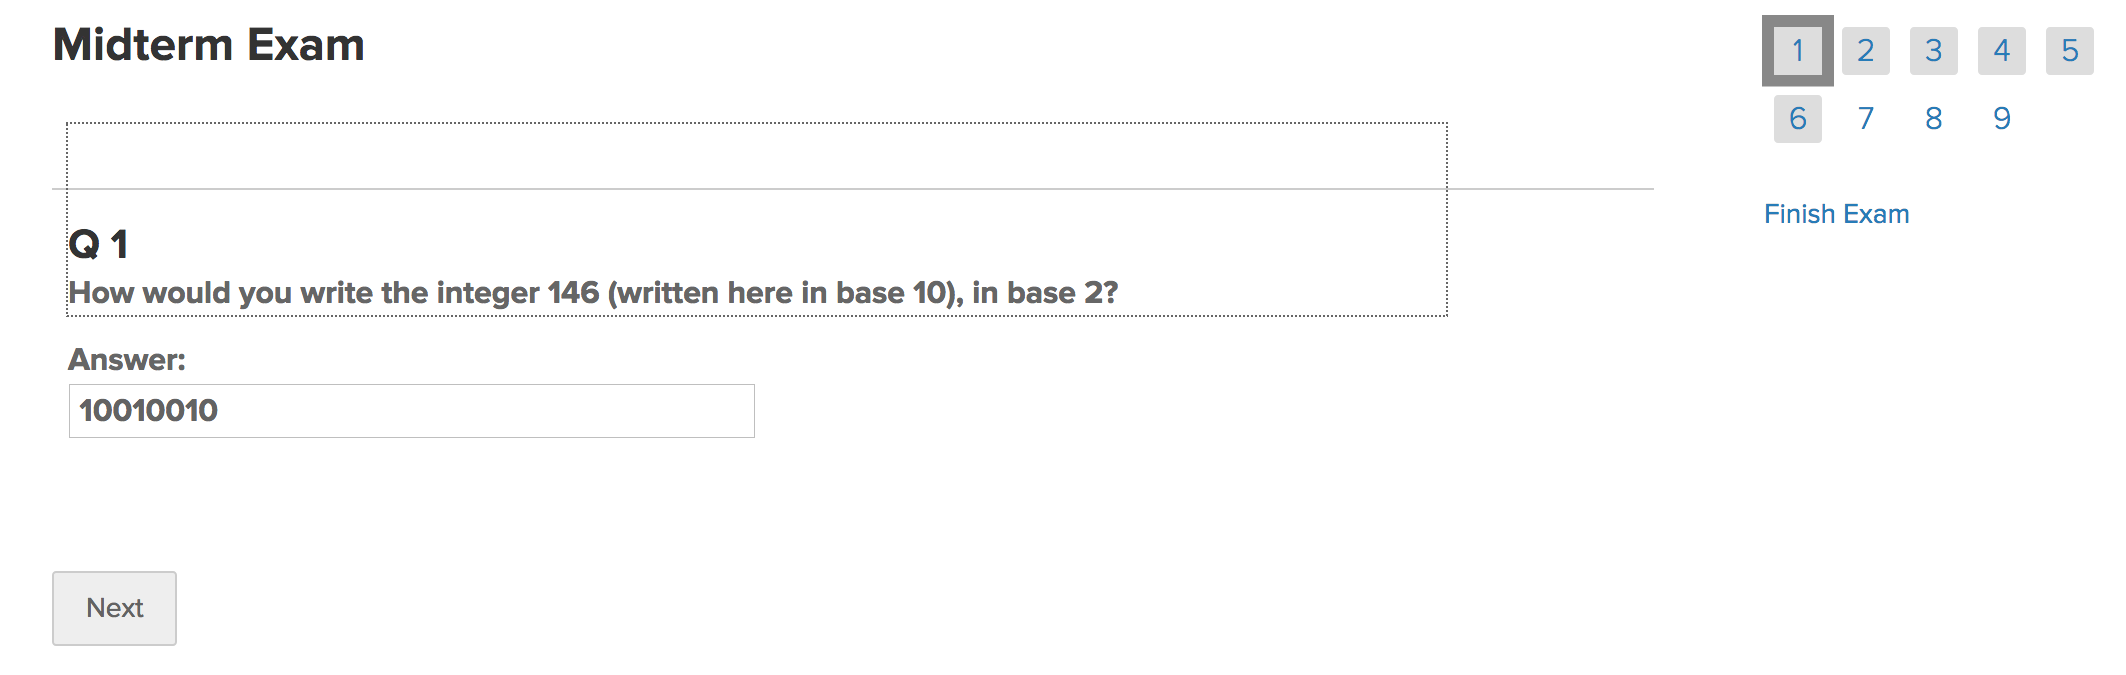 Midterm Exam
1 2 3 4 5
6 7 8 9
Finish Exam
Q 1
How would you write the integer 146 (written here in base 10), in base 2?
Answer:
10010010
Next